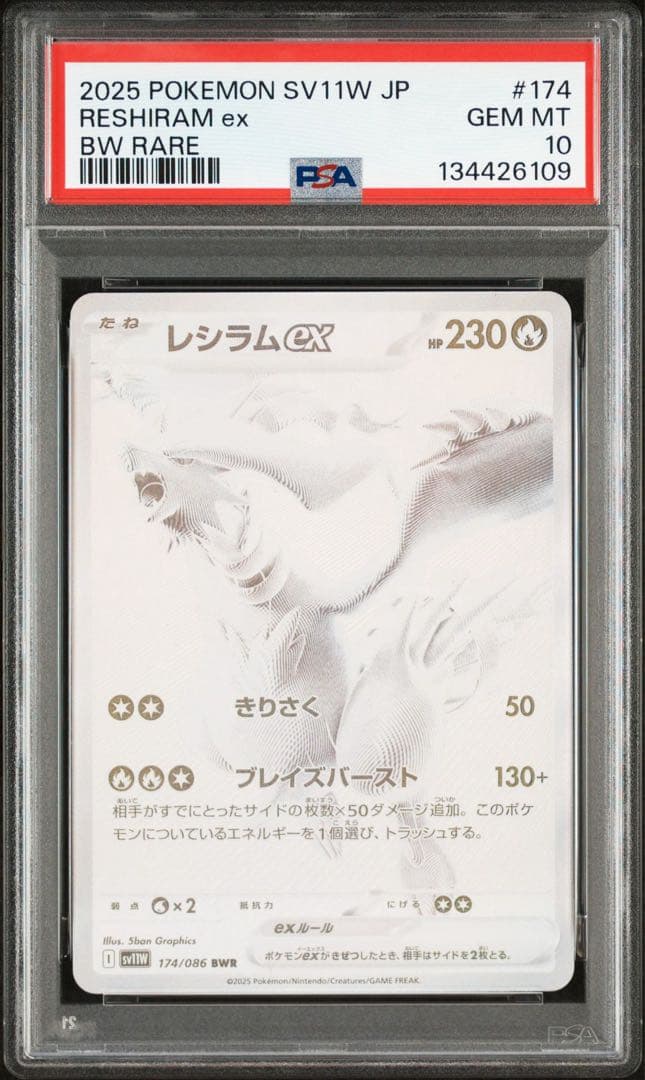 2025 POKEMON SV11W JP #174
RESHIRAM ex GEM MT
BW RARE 10
PSA 134426109
たね レシラムex HP 230
きりさく 50
ブレイズバースト 130+
相手がすでにとったサイドの枚数×50ダメージ追加。このポケ
モンについているエネルギーを1個選び、トラッシュする。
弱点 ×2 抵抗力 にげる
exルール
ポケモンexがきぜつしたとき、相手はサイドを2枚とる。
Illus. 5ban Graphics
I sv11W 174/086 BWR
©2025 Pokémon/Nintendo/Creatures/GAME FREAK.
PSA